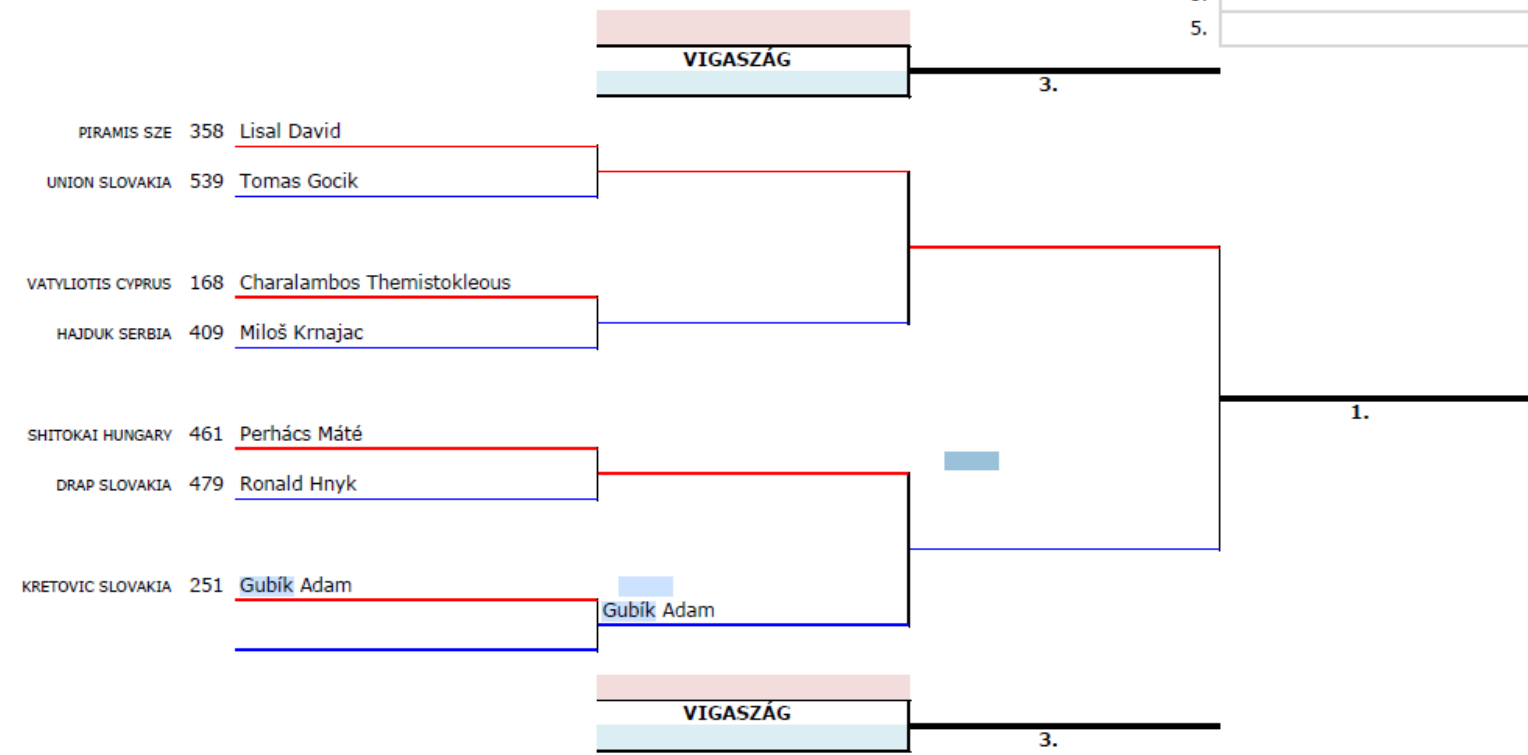 5.
VIGASZÁG
3.
PIRAMIS SZE 358 Lisal David
UNION SLOVAKIA 539 Tomas Gocik
VATYLIOTIS CYPRUS 168 Charalambos Themistokleous
HAJDUK SERBIA 409 Miloš Krnajac
1.
SHITOKAI HUNGARY 461 Perhács Máté
DRAP SLOVAKIA 479 Ronald Hnyk
KRETOVIC SLOVAKIA 251 Gubík Adam
Gubík Adam
VIGASZÁG
3.